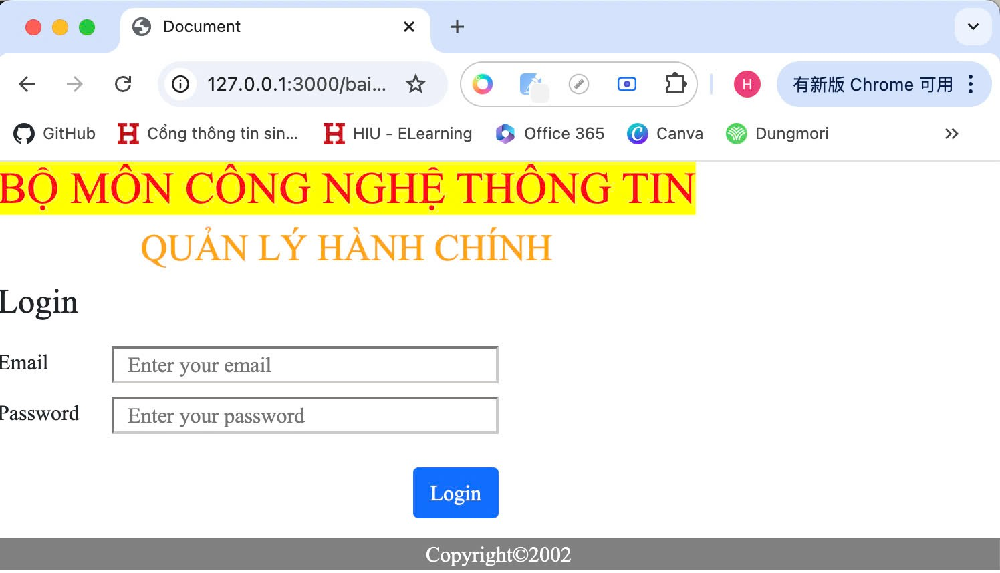 Document
127.0.0.1:3000/bai...
H
有新版 Chrome 可用
GitHub
Cổng thông tin sin...
HIU - ELearning
Office 365
Canva
Dungmori
BỘ MÔN CÔNG NGHỆ THÔNG TIN
QUẢN LÝ HÀNH CHÍNH
Login
Email
Enter your email
Password
Enter your password
Login
Copyright©2002